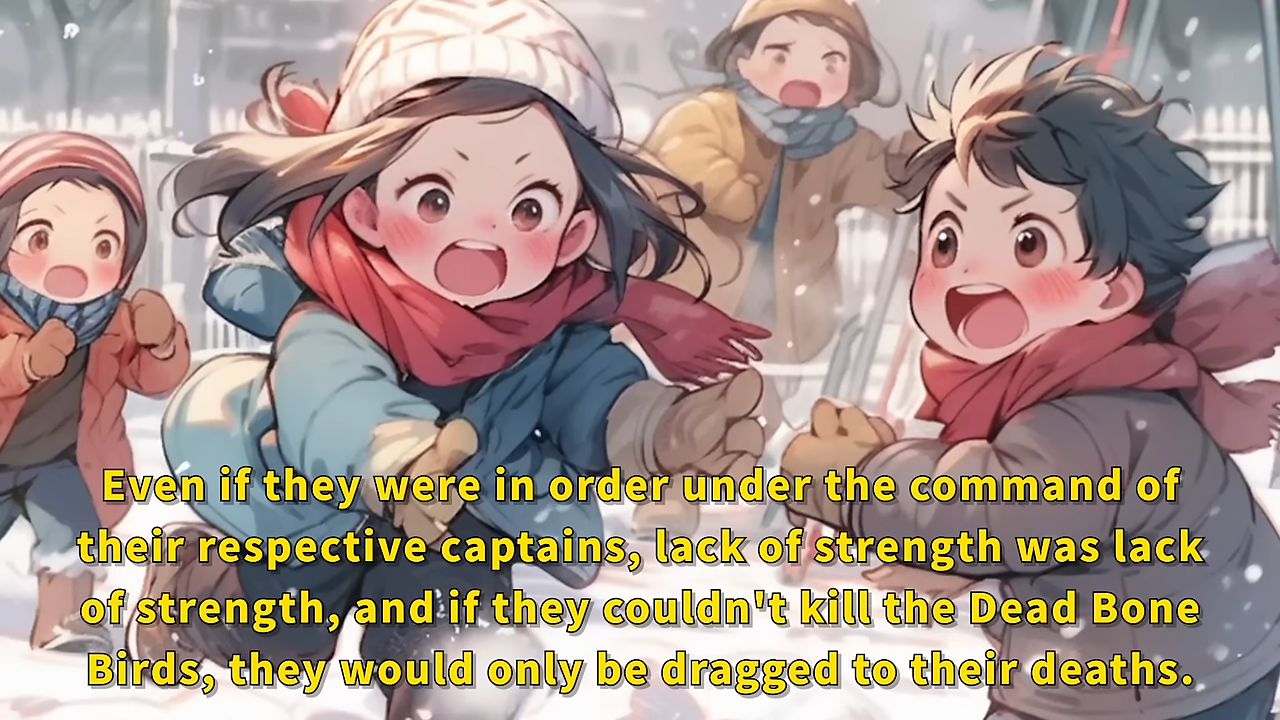 Even if they were in order under the command of
their respective captains, lack of strength was lack
of strength, and if they couldn't kill the Dead Bone
Birds, they would only be dragged to their deaths.